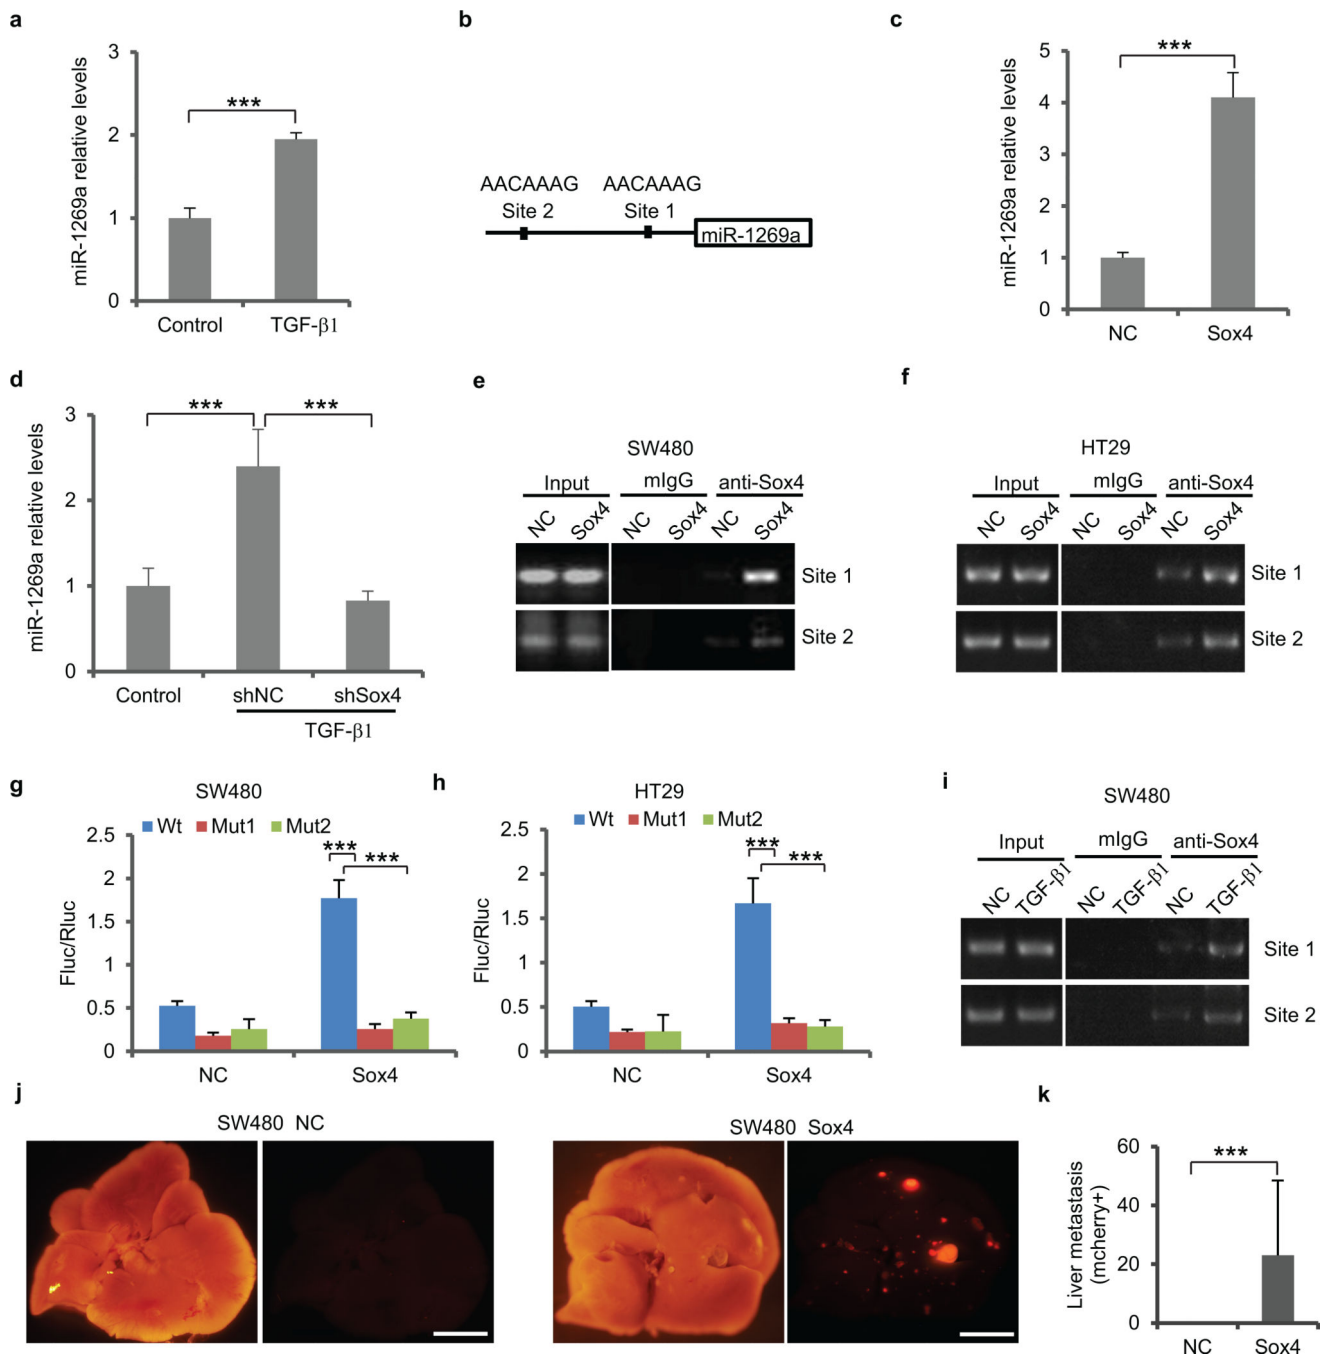 a
miR-1269a relative levels
3
2
1
0
***
Control TGF-β1
b
AACAAAG AACAAAG
Site 2 Site 1
miR-1269a
c
miR-1269a relative levels
5
4
3
2
1
0
***
NC Sox4
d
miR-1269a relative levels
3
2
1
0
*** ***
Control shNC shSox4
TGF-β1
e
SW480
Input mIgG anti-Sox4
NC Sox4 NC Sox4 NC Sox4
Site 1
Site 2
f
HT29
Input mIgG anti-Sox4
NC Sox4 NC Sox4 NC Sox4
Site 1
Site 2
g
SW480
Wt Mut1 Mut2
Fluc/Rluc
2.5
2
1.5
1
0.5
0
***
***
NC Sox4
h
HT29
Wt Mut1 Mut2
Fluc/Rluc
2.5
2
1.5
1
0.5
0
***
***
NC Sox4
i
SW480
Input mIgG anti-Sox4
NC TGF-β1 NC TGF-β1 NC TGF-β1
Site 1
Site 2
j
SW480 NC
SW480 Sox4
k
Liver metastasis
(mcherry+)
60
40
20
0
***
NC Sox4